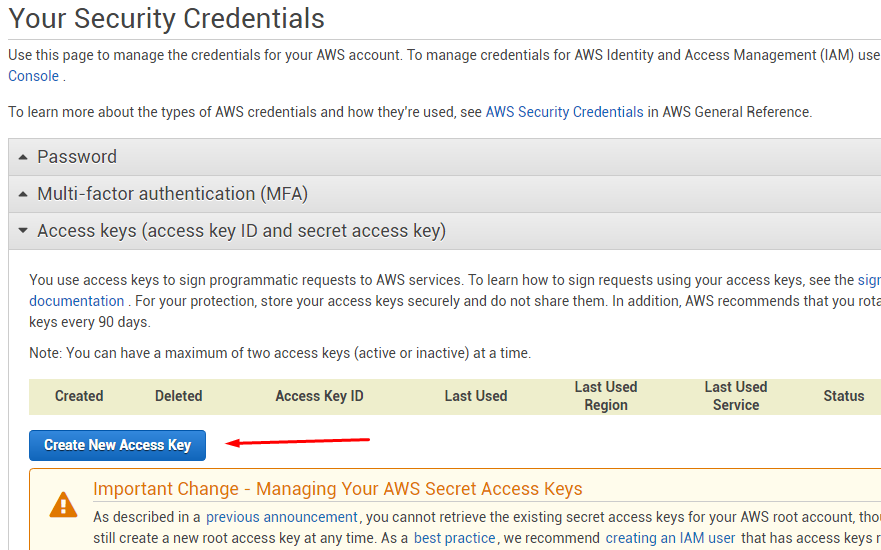 Your Security Credentials
Use this page to manage the credentials for your AWS account. To manage credentials for AWS Identity and Access Management (IAM) use
Console .
To learn more about the types of AWS credentials and how they're used, see AWS Security Credentials in AWS General Reference.
Password
Multi-factor authentication (MFA)
Access keys (access key ID and secret access key)
You use access keys to sign programmatic requests to AWS services. To learn how to sign requests using your access keys, see the
documentation . For your protection, store your access keys securely and do not share them. In addition, AWS recommends that you
keys every 90 days.
Note: You can have a maximum of two access keys (active or inactive) at a time.
Created Deleted Access Key ID Last Used Last Used Region Last Used Service Status
Create New Access Key
Important Change - Managing Your AWS Secret Access Keys
As described in a previous announcement, you cannot retrieve the existing secret access keys for your AWS root account,
still create a new root access key at any time. As a best practice, we recommend creating an IAM user that has access keys